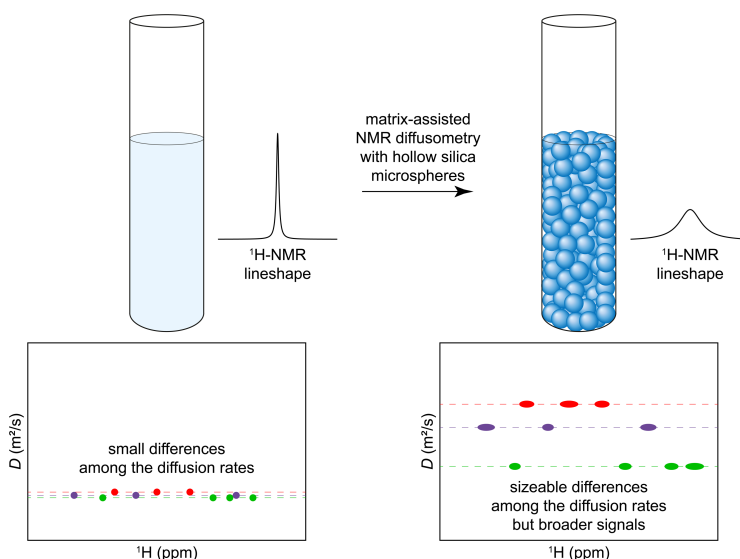 matrix-assisted
NMR diffusometry
with hollow silica
microspheres
¹H-NMR
lineshape
¹H-NMR
lineshape
D (m²/s)
small differences
among the diffusion rates
¹H (ppm)
D (m²/s)
sizeable differences
among the diffusion rates
but broader signals
¹H (ppm)